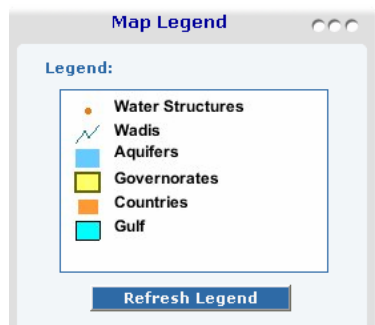 Map Legend
Legend:
Water Structures
Wadis
Aquifers
Governorates
Countries
Gulf
Refresh Legend